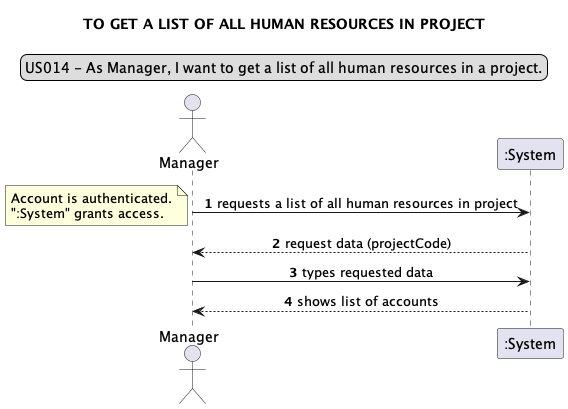 TO GET A LIST OF ALL HUMAN RESOURCES IN PROJECT
US014 - As Manager, I want to get a list of all human resources in a project.
Manager
:System
Account is authenticated.
":System" grants access.
1 requests a list of all human resources in project
2 request data (projectCode)
3 types requested data
4 shows list of accounts
Manager
:System